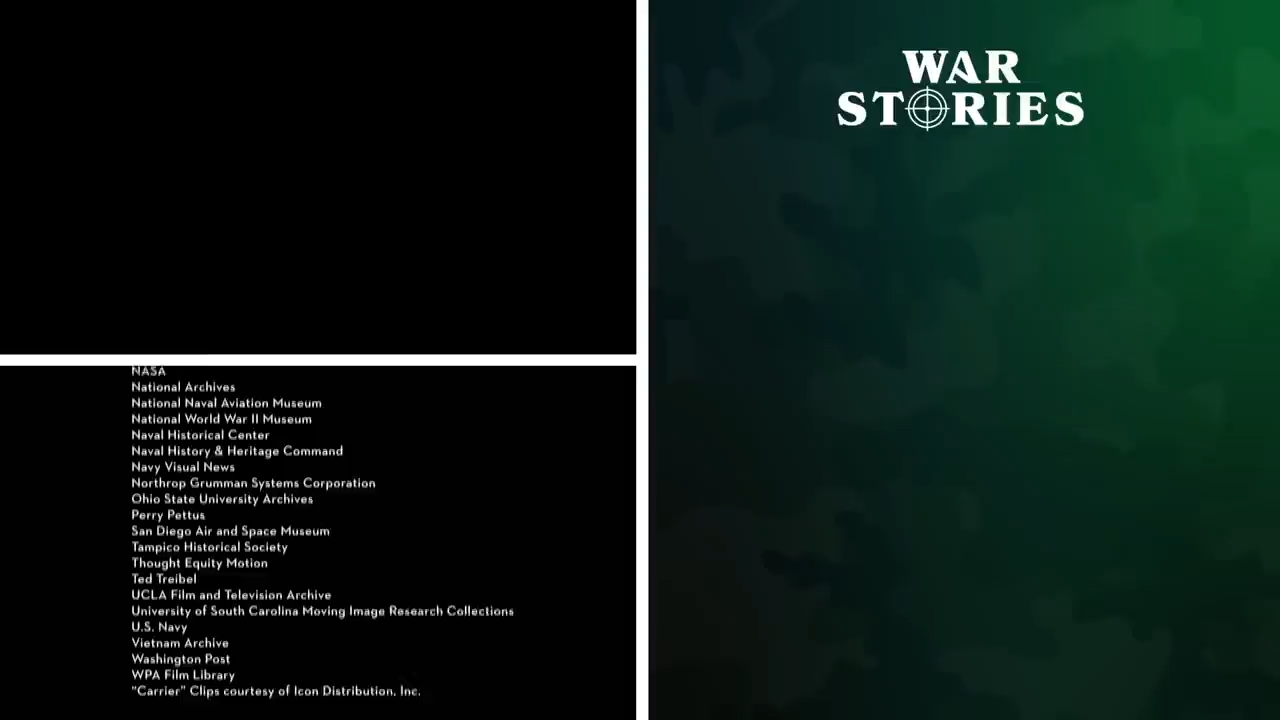 WAR
STORIES
NASA
National Archives
National Naval Aviation Museum
National World War II Museum
Naval Historical Center
Naval History & Heritage Command
Navy Visual News
Northrop Grumman Systems Corporation
Ohio State University Archives
Perry Pettus
San Diego Air and Space Museum
Tampico Historical Society
Thought Equity Motion
Ted Treibel
UCLA Film and Television Archive
University of South Carolina Moving Image Research Collections
U.S. Navy
Vietnam Archive
Washington Post
WPA Film Library
"Carrier" Clips courtesy of Icon Distribution, Inc.